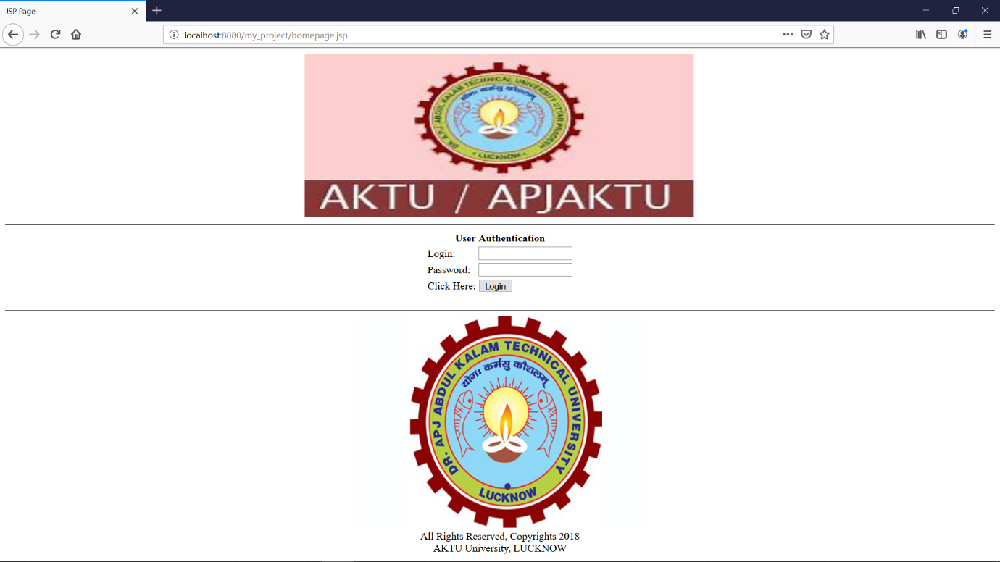 JSP Page
localhost:8080/my_project/homepage.jsp
DR. A.P.J. ABDUL KALAM TECHNICAL UNIVERSITY UTTAR PRADESH
योगः कर्मसु कौशलम्
LUCKNOW
AKTU / APJAKTU
User Authentication
Login:
Password:
Click Here: Login
DR. APJ ABDUL KALAM TECHNICAL UNIVERSITY
योगः कर्मसु कौशलम्
LUCKNOW
All Rights Reserved, Copyrights 2018
AKTU University, LUCKNOW